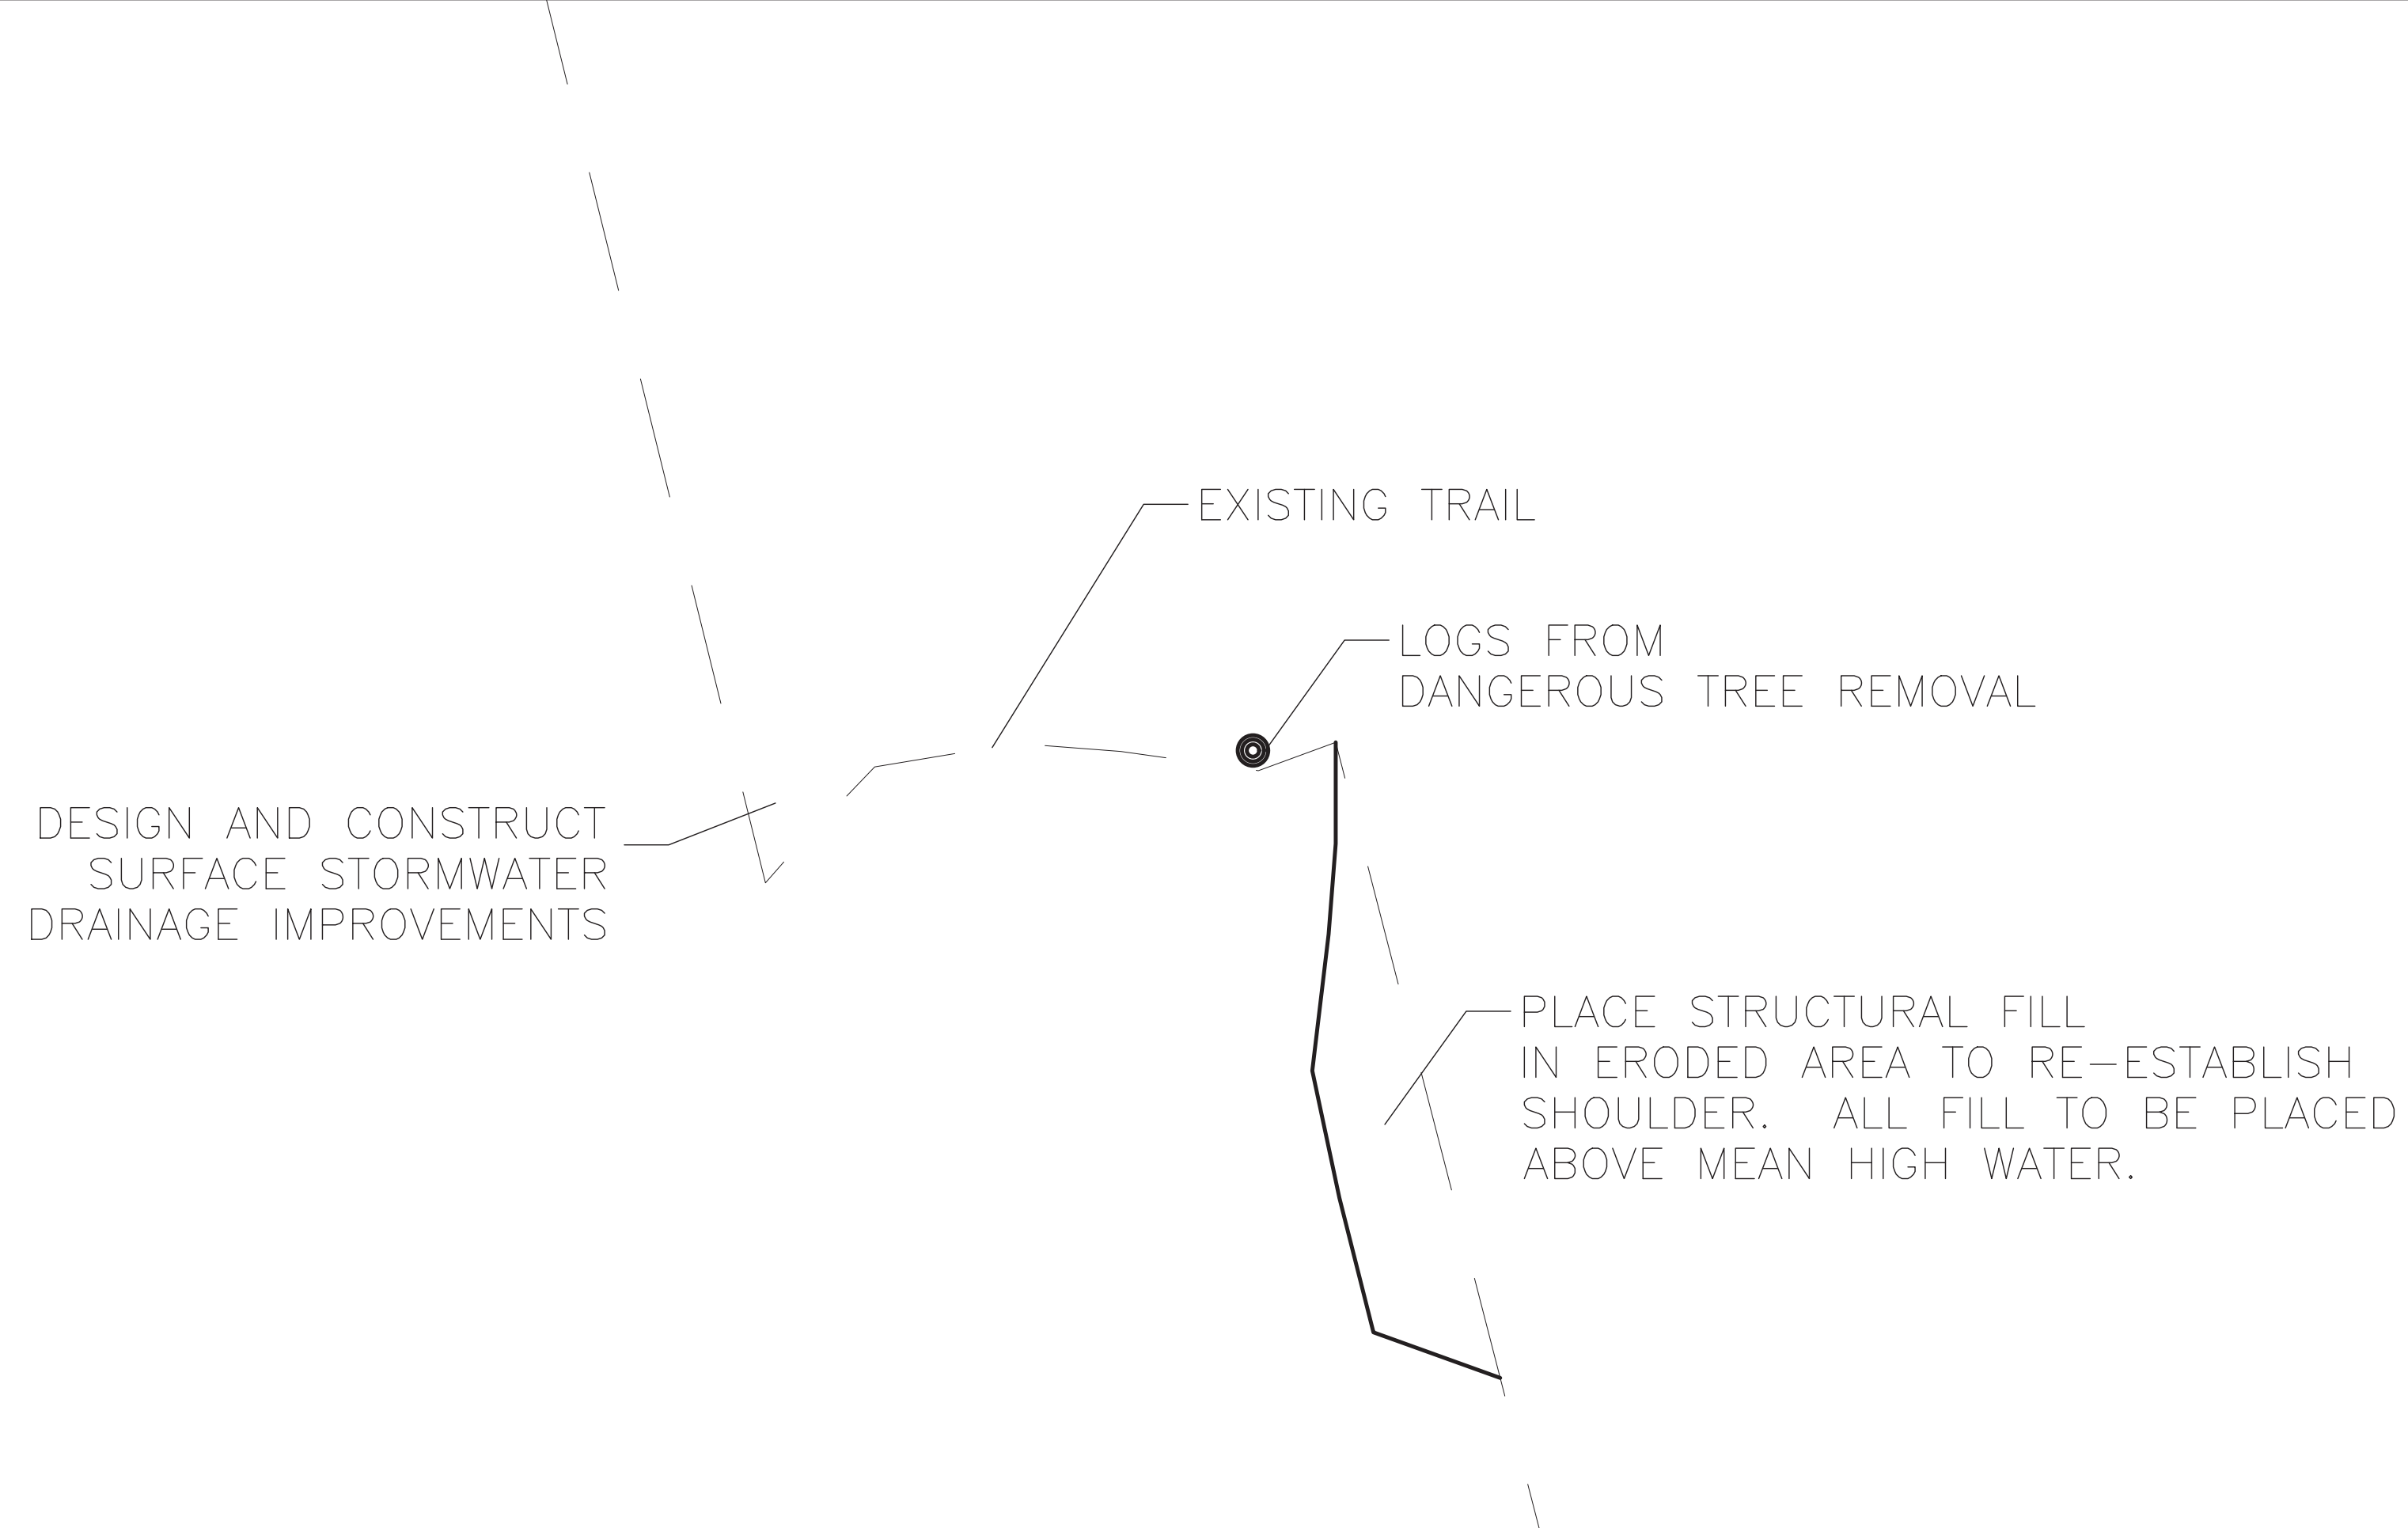 EXISTING TRAIL
LOGS FROM
DANGEROUS TREE REMOVAL
DESIGN AND CONSTRUCT
SURFACE STORMWATER
DRAINAGE IMPROVEMENTS
PLACE STRUCTURAL FILL
IN ERODED AREA TO RE-ESTABLISH
SHOULDER. ALL FILL TO BE PLACED
ABOVE MEAN HIGH WATER.